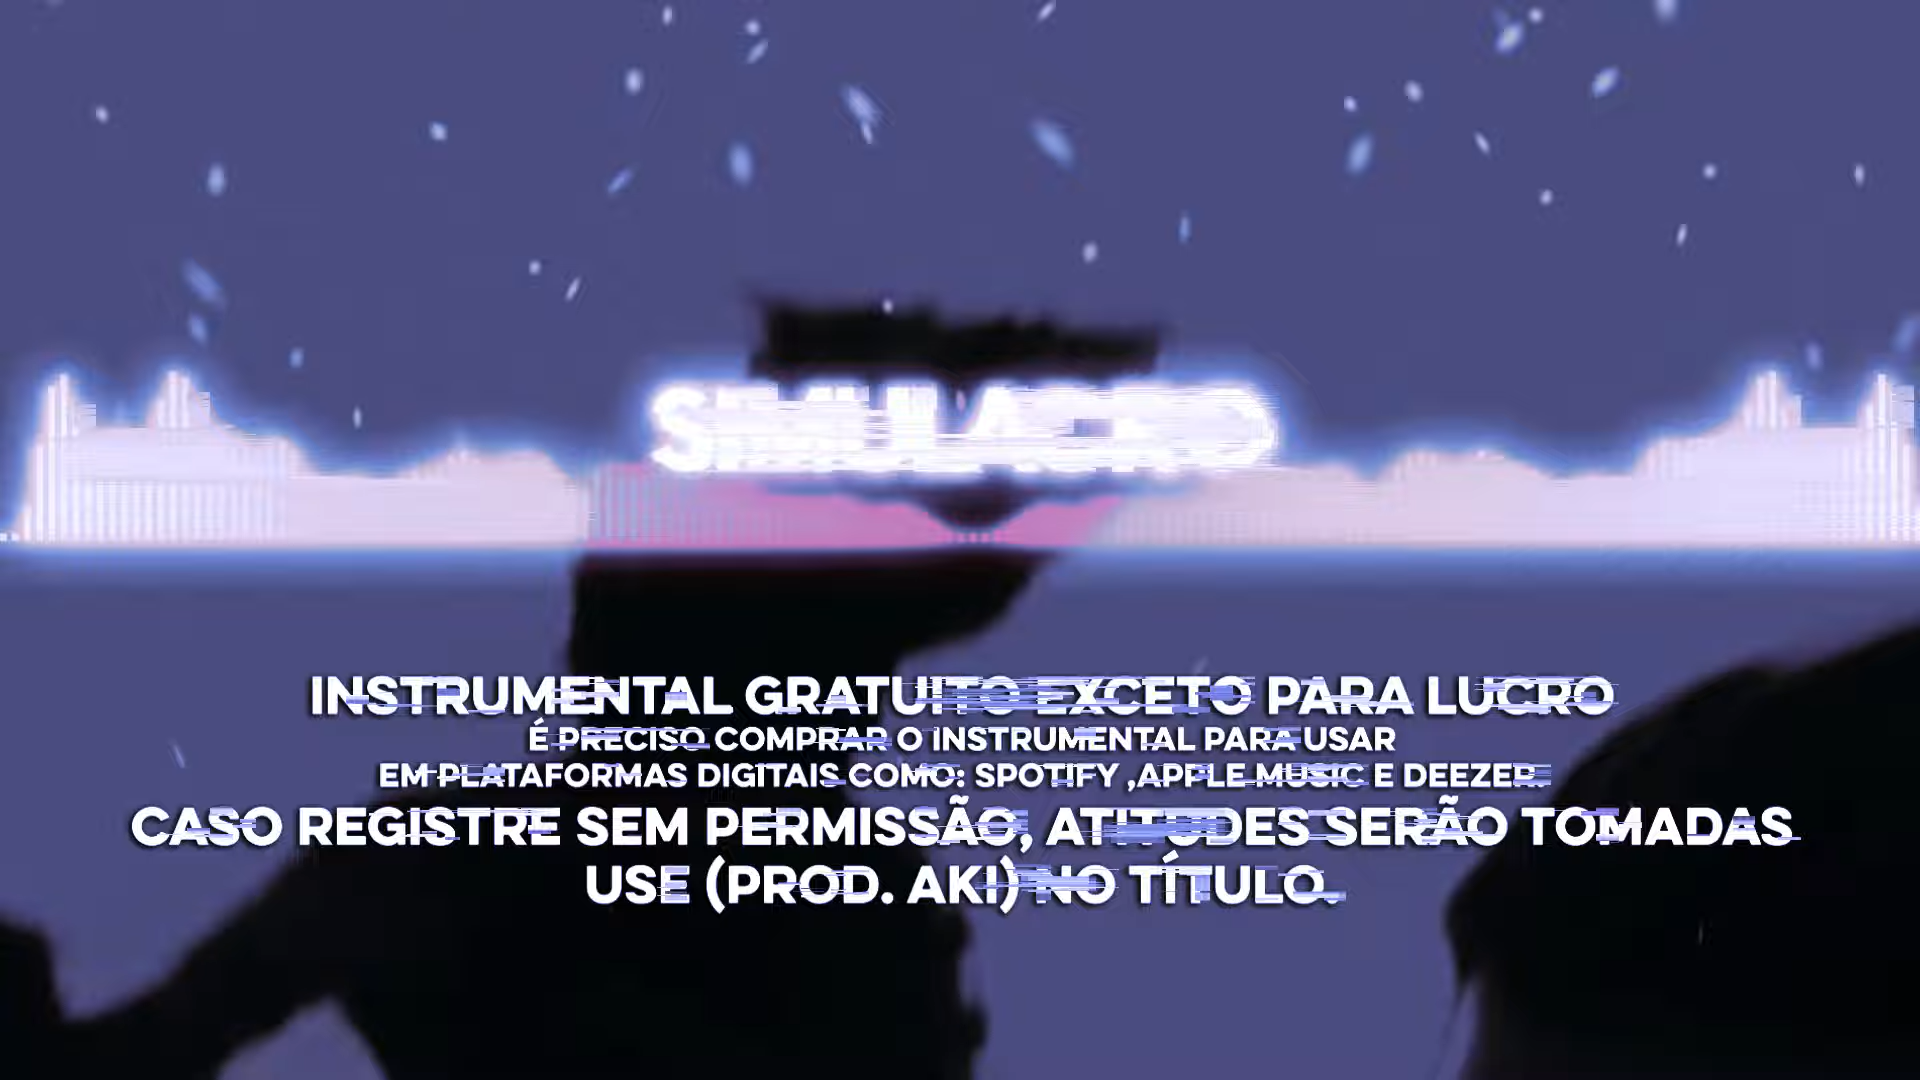 SIMULACRO
INSTRUMENTAL GRATUITO EXCETO PARA LUCRO
É PRECISO COMPRAR O INSTRUMENTAL PARA USAR
EM PLATAFORMAS DIGITAIS COMO: SPOTIFY ,APPLE MUSIC E DEEZER.
CASO REGISTRE SEM PERMISSÃO, ATITUDES SERÃO TOMADAS
USE (PROD. AKI) NO TÍTULO.